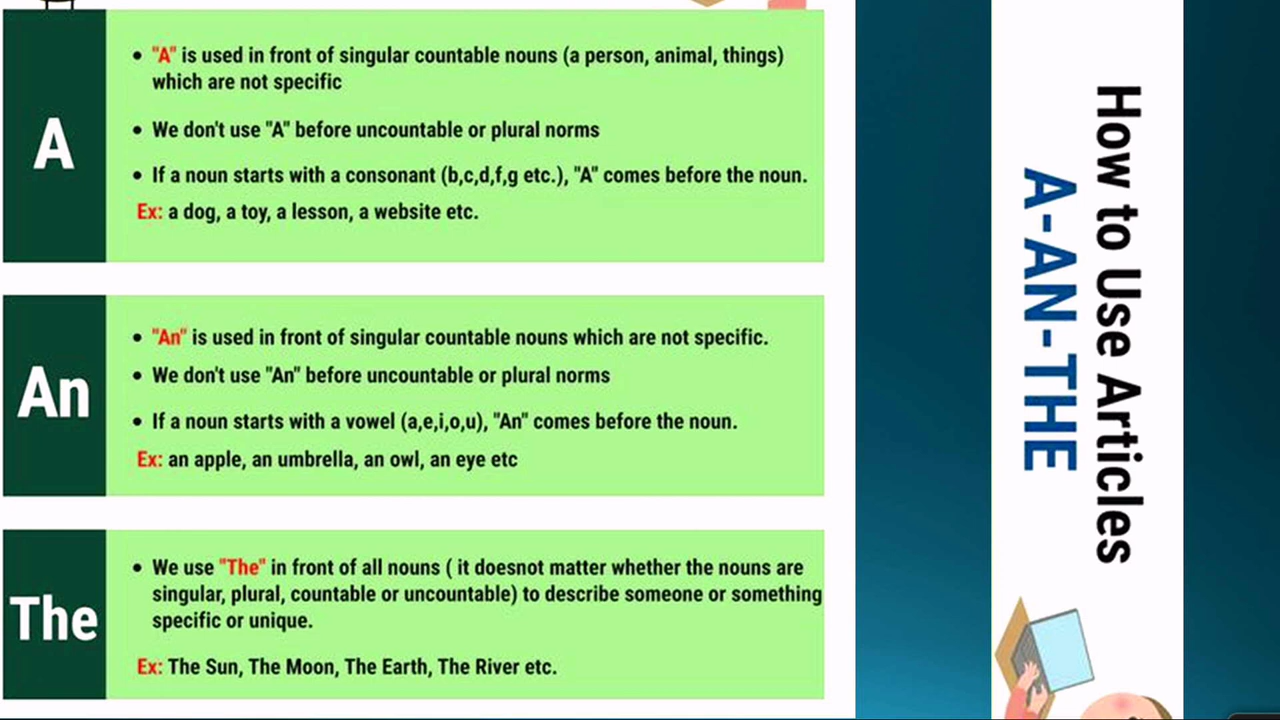 A
• "A" is used in front of singular countable nouns (a person, animal, things)
which are not specific
• We don't use "A" before uncountable or plural norms
• If a noun starts with a consonant (b,c,d,f,g etc.), "A" comes before the noun.
Ex: a dog, a toy, a lesson, a website etc.
An
• "An" is used in front of singular countable nouns which are not specific.
• We don't use "An" before uncountable or plural norms
• If a noun starts with a vowel (a,e,i,o,u), "An" comes before the noun.
Ex: an apple, an umbrella, an owl, an eye etc
The
• We use "The" in front of all nouns ( it doesnot matter whether the nouns are
singular, plural, countable or uncountable) to describe someone or something
specific or unique.
Ex: The Sun, The Moon, The Earth, The River etc.
How to Use Articles
A-AN-THE